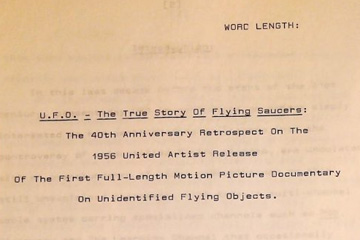 WORD LENGTH:
U.F.O. - The True Story Of Flying Saucers:
The 40th Anniversary Retrospect On The
1956 United Artist Release
Of The First Full-Length Motion Picture Documentary
On Unidentified Flying Objects.